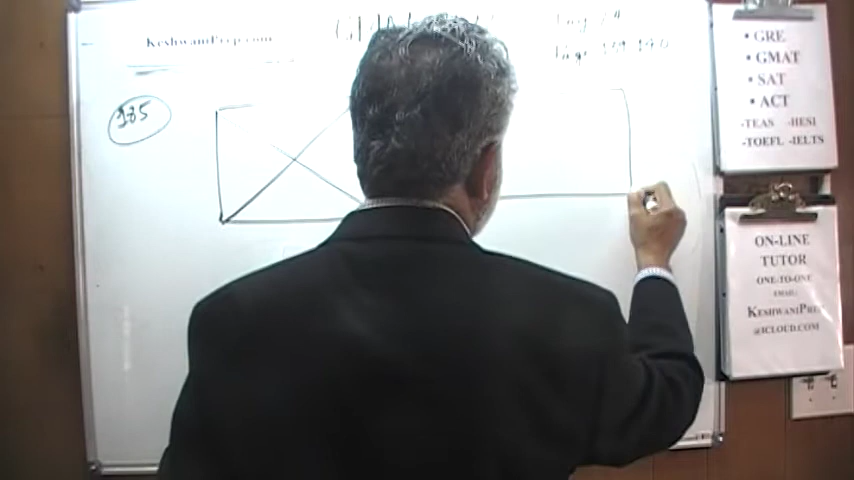 KeshwaniPrep.com
185
• GRE
• GMAT
• SAT
• ACT
-TEAS -HESI
-TOEFL -IELTS
ON-LINE
TUTOR
ONE-TO-ONE
EMAIL:
KESHWANIPRE
@ICLOUD.COM